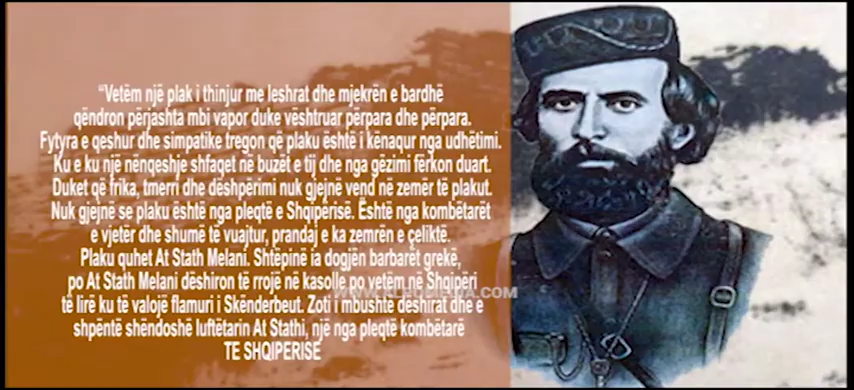 “Vetëm një plak i thinjur me leshrat dhe mjekrën e bardhë
qëndron përjashta mbi vapor duke vështruar përpara dhe përpara.
Fytyra e qeshur dhe simpatike tregon që plaku është i kënaqur nga udhëtimi.
Ku e ku një nënqeshje shfaqet në buzët e tij dhe nga gëzimi fërkon duart.
Duket që frika, tmerri dhe dëshpërimi nuk gjejnë vend në zemër të plakut.
Nuk gjejnë se plaku është nga pleqtë e Shqipërisë. Është nga kombëtarët
e vjetër dhe shumë të vuajtur, prandaj e ka zemrën e çeliktë.
Plaku quhet At Stath Melani. Shtëpinë ia dogjën barbarët grekë,
po At Stath Melani dëshiron të rrojë në kasolle po vetëm në Shqipëri
të lirë ku të valojë flamuri i Skënderbeut. Zoti i mbushtë dëshirat dhe e
shpëntë shëndoshë luftëtarin At Stathi, një nga pleqtë kombëtarë
TE SHQIPERISE